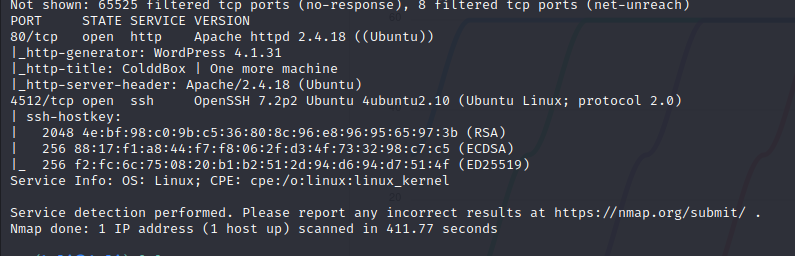 Not shown: 65525 filtered tcp ports (no-response), 8 filtered tcp ports (net-unreach)
PORT     STATE SERVICE VERSION
80/tcp   open  http    Apache httpd 2.4.18 ((Ubuntu))
|_http-generator: WordPress 4.1.31
|_http-title: ColddBox | One more machine
|_http-server-header: Apache/2.4.18 (Ubuntu)
4512/tcp open  ssh     OpenSSH 7.2p2 Ubuntu 4ubuntu2.10 (Ubuntu Linux; protocol 2.0)
| ssh-hostkey:
|   2048 4e:bf:98:c0:9b:c5:36:80:8c:96:e8:96:95:65:97:3b (RSA)
|   256 88:17:f1:a8:44:f7:f8:06:2f:d3:4f:73:32:98:c7:c5 (ECDSA)
|_  256 f2:fc:6c:75:08:20:b1:b2:51:2d:94:d6:94:d7:51:4f (ED25519)
Service Info: OS: Linux; CPE: cpe:/o:linux:linux_kernel
Service detection performed. Please report any incorrect results at https://nmap.org/submit/ .
Nmap done: 1 IP address (1 host up) scanned in 411.77 seconds